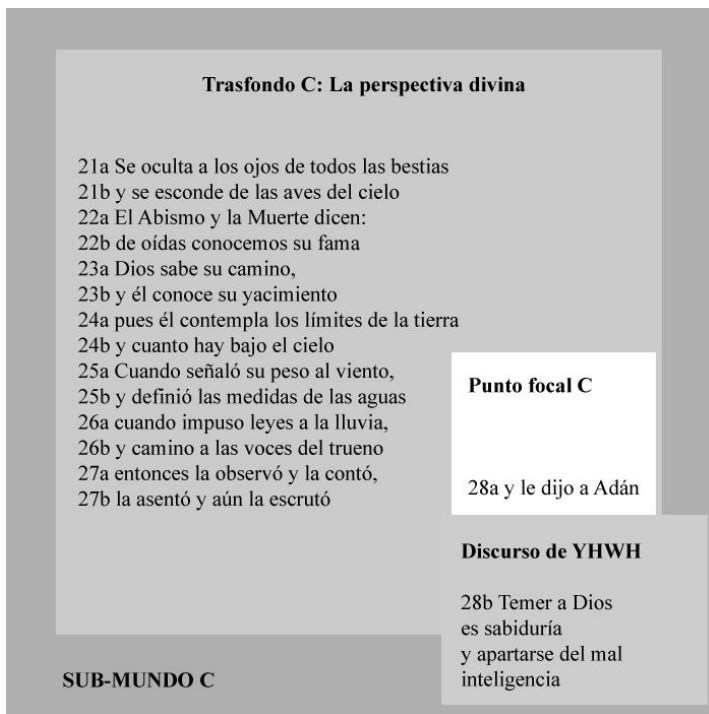 Trasfondo C: La perspectiva divina
21a Se oculta a los ojos de todos las bestias
21b y se esconde de las aves del cielo
22a El Abismo y la Muerte dicen:
22b de oídas conocemos su fama
23a Dios sabe su camino,
23b y él conoce su yacimiento
24a pues él contempla los límites de la tierra
24b y cuanto hay bajo el cielo
25a Cuando señaló su peso al viento,
25b y definió las medidas de las aguas
26a cuando impuso leyes a la lluvia,
26b y camino a las voces del trueno
27a entonces la observó y la contó,
27b la asentó y aún la escrutó
Punto focal C
28a y le dijo a Adán
Discurso de YHWH
28b Temer a Dios
es sabiduría
y apartarse del mal
inteligencia
SUB-MUNDO C